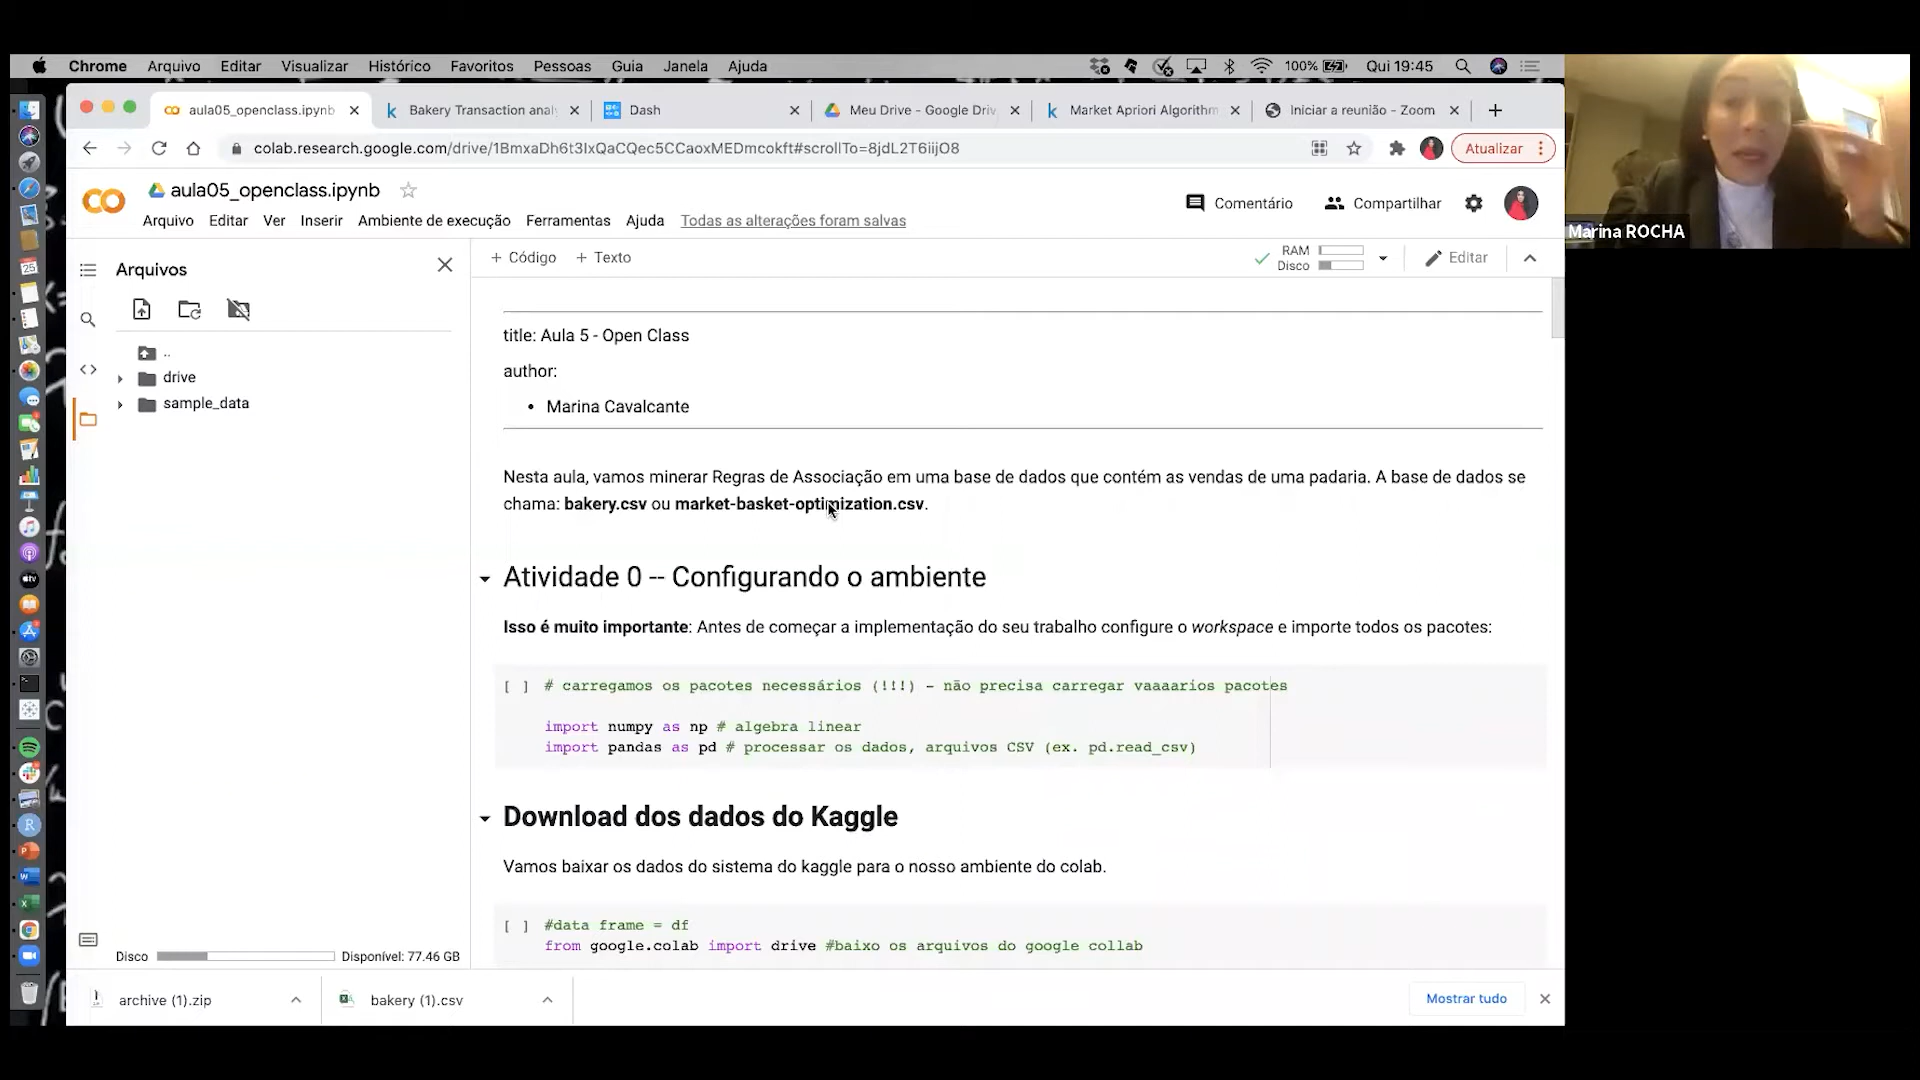 Chrome Arquivo Editar Visualizar Histórico Favoritos Pessoas Guia Janela Ajuda 100% Qui 19:45
aula05_openclass.ipynb Bakery Transaction anal Dash Meu Drive - Google Driv Market Apriori Algorithm Iniciar a reunião - Zoom
colab.research.google.com/drive/1BmxaDh6t3IxQaCQec5CCaoxMEDmcokft#scrollTo=8jdL2T6iijO8 Atualizar
Marina ROCHA
aula05_openclass.ipynb
Comentário Compartilhar
Arquivo Editar Ver Inserir Ambiente de execução Ferramentas Ajuda Todas as alterações foram salvas
Arquivos
+ Código + Texto
RAM
Disco
Editar
..
drive
sample_data
title: Aula 5 - Open Class
author:
• Marina Cavalcante
Nesta aula, vamos minerar Regras de Associação em uma base de dados que contém as vendas de uma padaria. A base de dados se
chama: bakery.csv ou market-basket-optimization.csv.
Atividade 0 -- Configurando o ambiente
Isso é muito importante: Antes de começar a implementação do seu trabalho configure o workspace e importe todos os pacotes:
[ ] # carregamos os pacotes necessários (!!!) - não precisa carregar vaaaarios pacotes
import numpy as np # algebra linear
import pandas as pd # processar os dados, arquivos CSV (ex. pd.read_csv)
Download dos dados do Kaggle
Vamos baixar os dados do sistema do kaggle para o nosso ambiente do colab.
[ ] #data frame = df
from google.colab import drive #baixo os arquivos do google collab
Disco Disponível: 77.46 GB
archive (1).zip bakery (1).csv Mostrar tudo